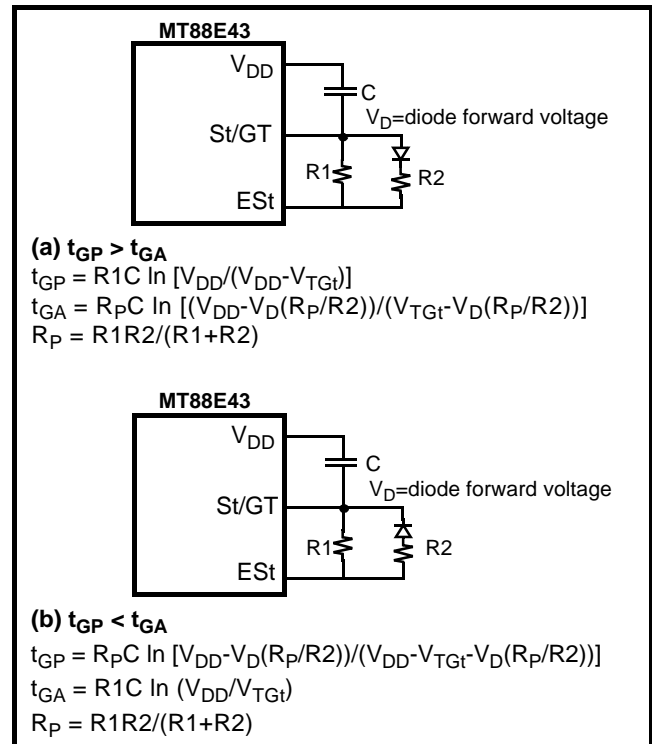 MT88E43
VDD
C
VD=diode forward voltage
St/GT
R1
R2
ESt
(a) tGP > tGA
tGP = R1C ln [VDD/(VDD-VTGt)]
tGA = RPC ln [(VDD-VD(RP/R2))/(VTGt-VD(RP/R2))]
RP = R1R2/(R1+R2)
MT88E43
VDD
C
VD=diode forward voltage
St/GT
R1
R2
ESt
(b) tGP < tGA
tGP = RPC ln [VDD-VD(RP/R2))/(VDD-VTGt-VD(RP/R2))]
tGA = R1C ln (VDD/VTGt)
RP = R1R2/(R1+R2)